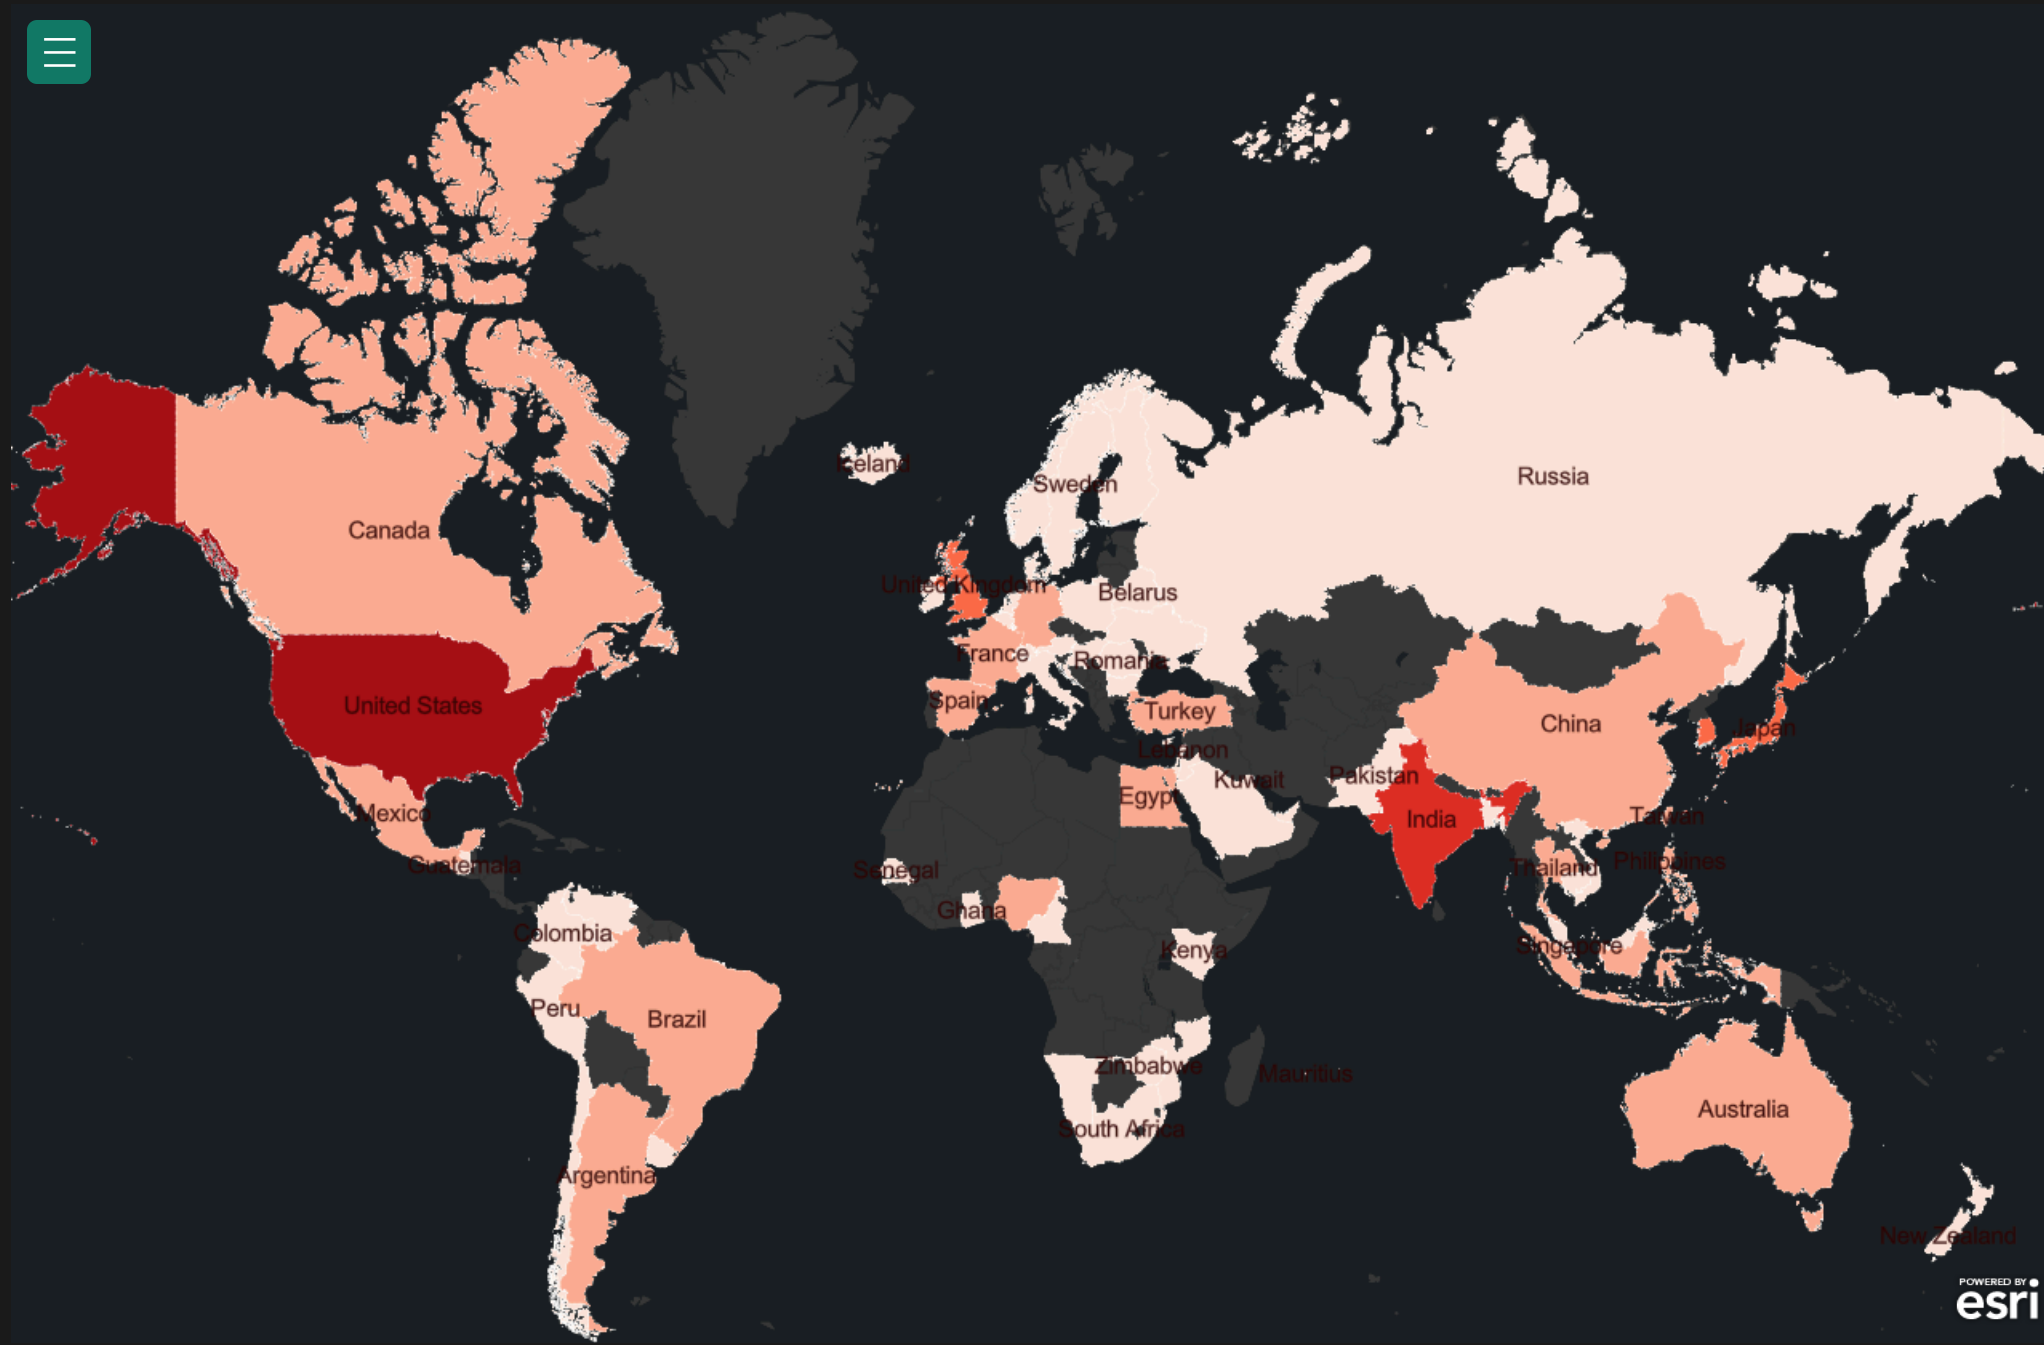 Iceland
Sweden
Russia
Canada
United Kingdom
Belarus
France
Romania
Spain
United States
Turkey
China
Japan
Lebanon
Kuwait
Pakistan
Egypt
Mexico
India
Taiwan
Guatemala
Senegal
Thailand
Philippines
Ghana
Colombia
Kenya
Singapore
Peru
Brazil
Zimbabwe
Mauritius
South Africa
Australia
Argentina
New Zealand
POWERED BY
esri